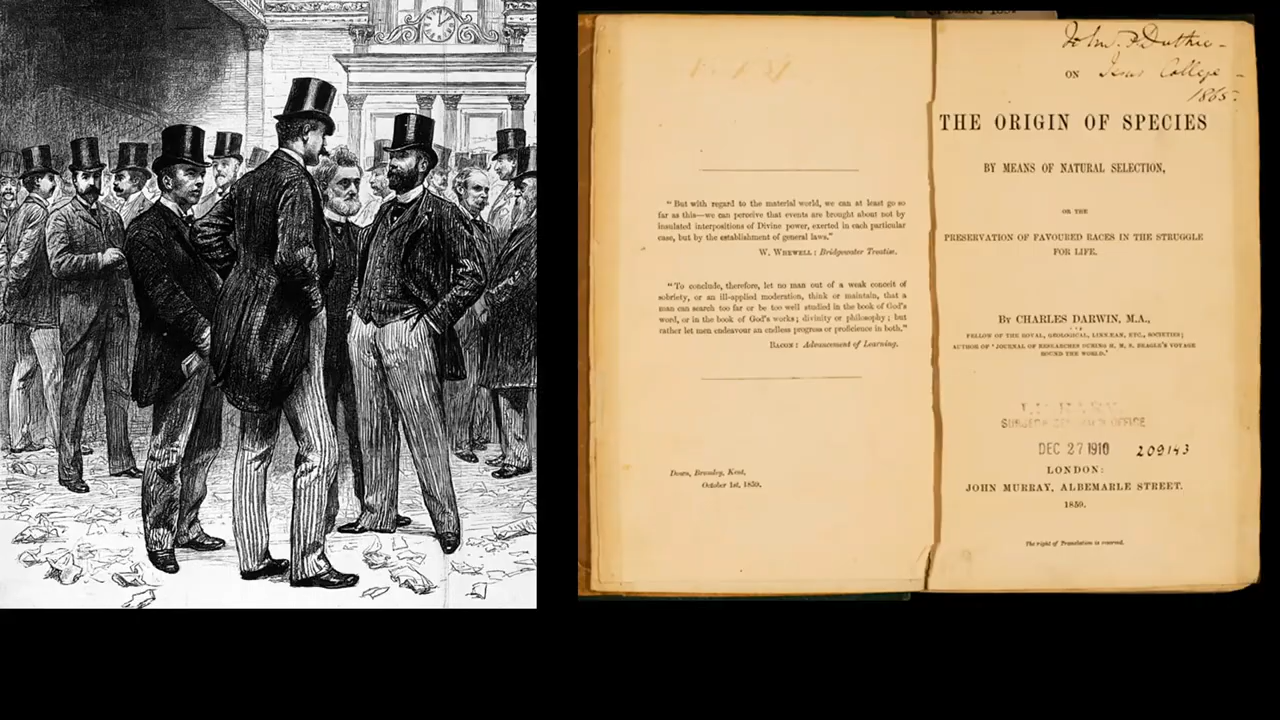 "But with regard to the material world, we can at least go so
far as this—we can perceive that events are brought about not by
insulated interpositions of Divine power, exerted in each particular
case, but by the establishment of general laws."
W. WHEWELL: Bridgewater Treatise.
"To conclude, therefore, let no man out of a weak conceit of
sobriety, or an ill-applied moderation, think or maintain, that a
man can search too far or be too well studied in the book of God's
word, or in the book of God's works; divinity or philosophy; but
rather let men endeavour an endless progress or proficience in both."
BACON: Advancement of Learning.
Down, Bromley, Kent,
October 1st, 1859.
John F Duthie -
ON Jesus College -
1865.
THE ORIGIN OF SPECIES
BY MEANS OF NATURAL SELECTION,
OR THE
PRESERVATION OF FAVOURED RACES IN THE STRUGGLE
FOR LIFE.
BY CHARLES DARWIN, M.A.,
FELLOW OF THE ROYAL, GEOLOGICAL, LINNÆAN, ETC., SOCIETIES;
AUTHOR OF 'JOURNAL OF RESEARCHES DURING H. M. S. BEAGLE'S VOYAGE
ROUND THE WORLD.'
LIBRARY
OFFICE
DEC 27 1910 209143
LONDON:
JOHN MURRAY, ALBEMARLE STREET.
1859.
The right of Translation is reserved.